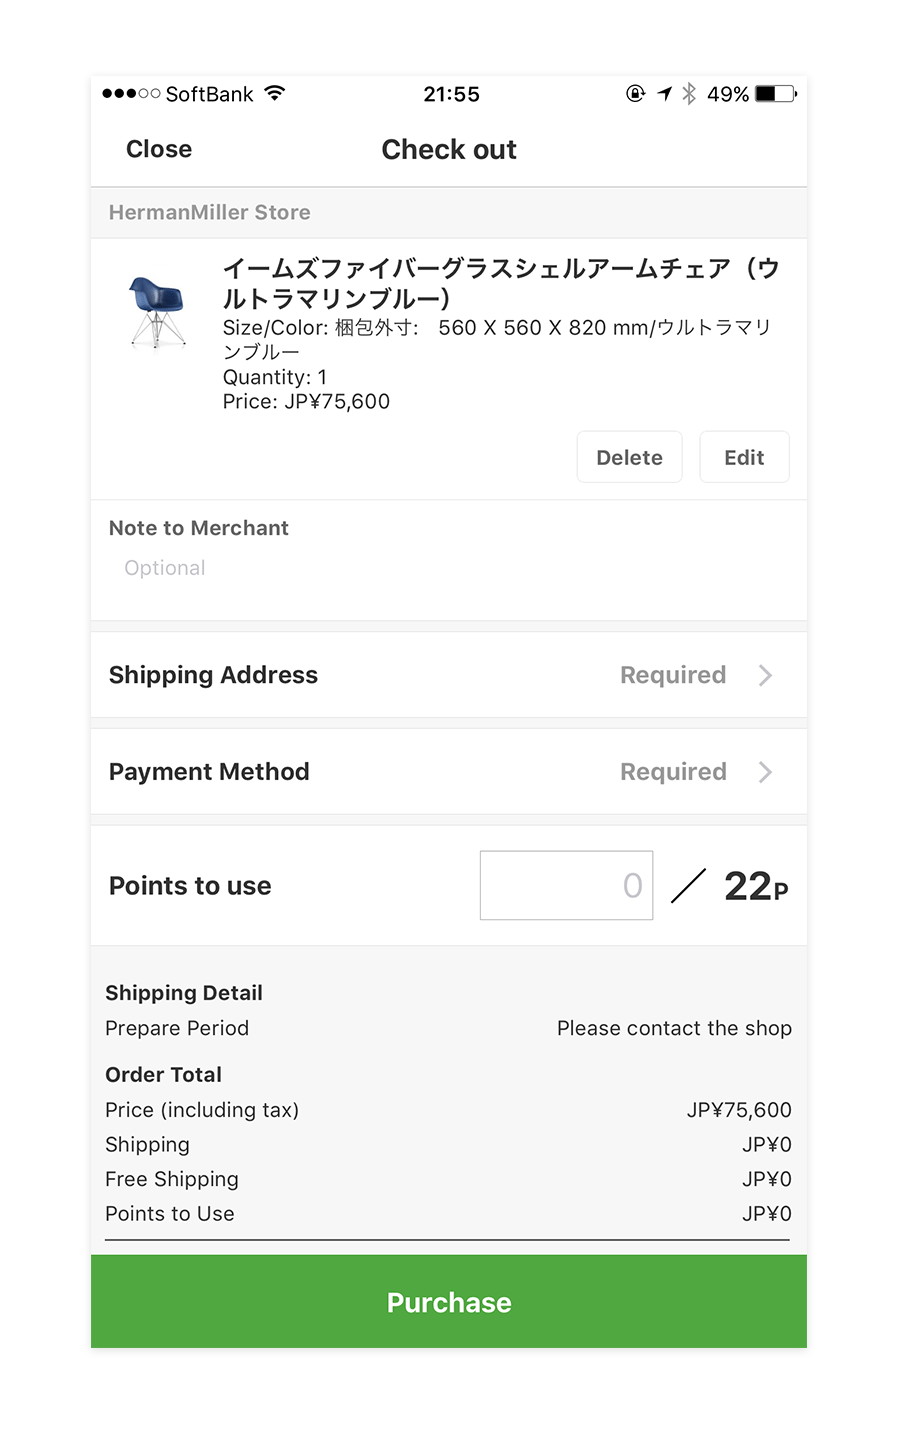 SoftBank 21:55 49%
Close Check out
HermanMiller Store
イームズファイバーグラスシェルアームチェア（ウ
ルトラマリンブルー）
Size/Color: 梱包外寸:　560 X 560 X 820 mm/ウルトラマリ
ンブルー
Quantity: 1
Price: JP¥75,600
Delete Edit
Note to Merchant
Optional
Shipping Address Required
Payment Method Required
Points to use 0 / 22P
Shipping Detail
Prepare Period Please contact the shop
Order Total
Price (including tax) JP¥75,600
Shipping JP¥0
Free Shipping JP¥0
Points to Use JP¥0
Purchase